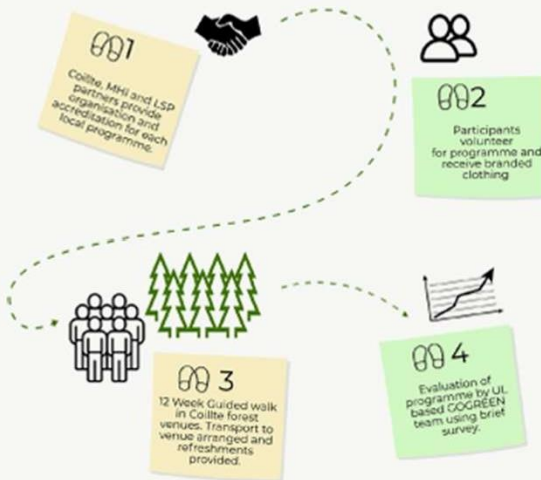 1
Coillte, MHI and LSP
partners provide
organisation and
accreditation for each
local programme.
2
Participants
volunteer
for programme and
receive branded
clothing
3
12 Week Guided walk
in Coillte forest
venues. Transport to
venue arranged and
refreshments
provided.
4
Evaluation of
programme by UL
based GOGREEN
team using brief
survey.